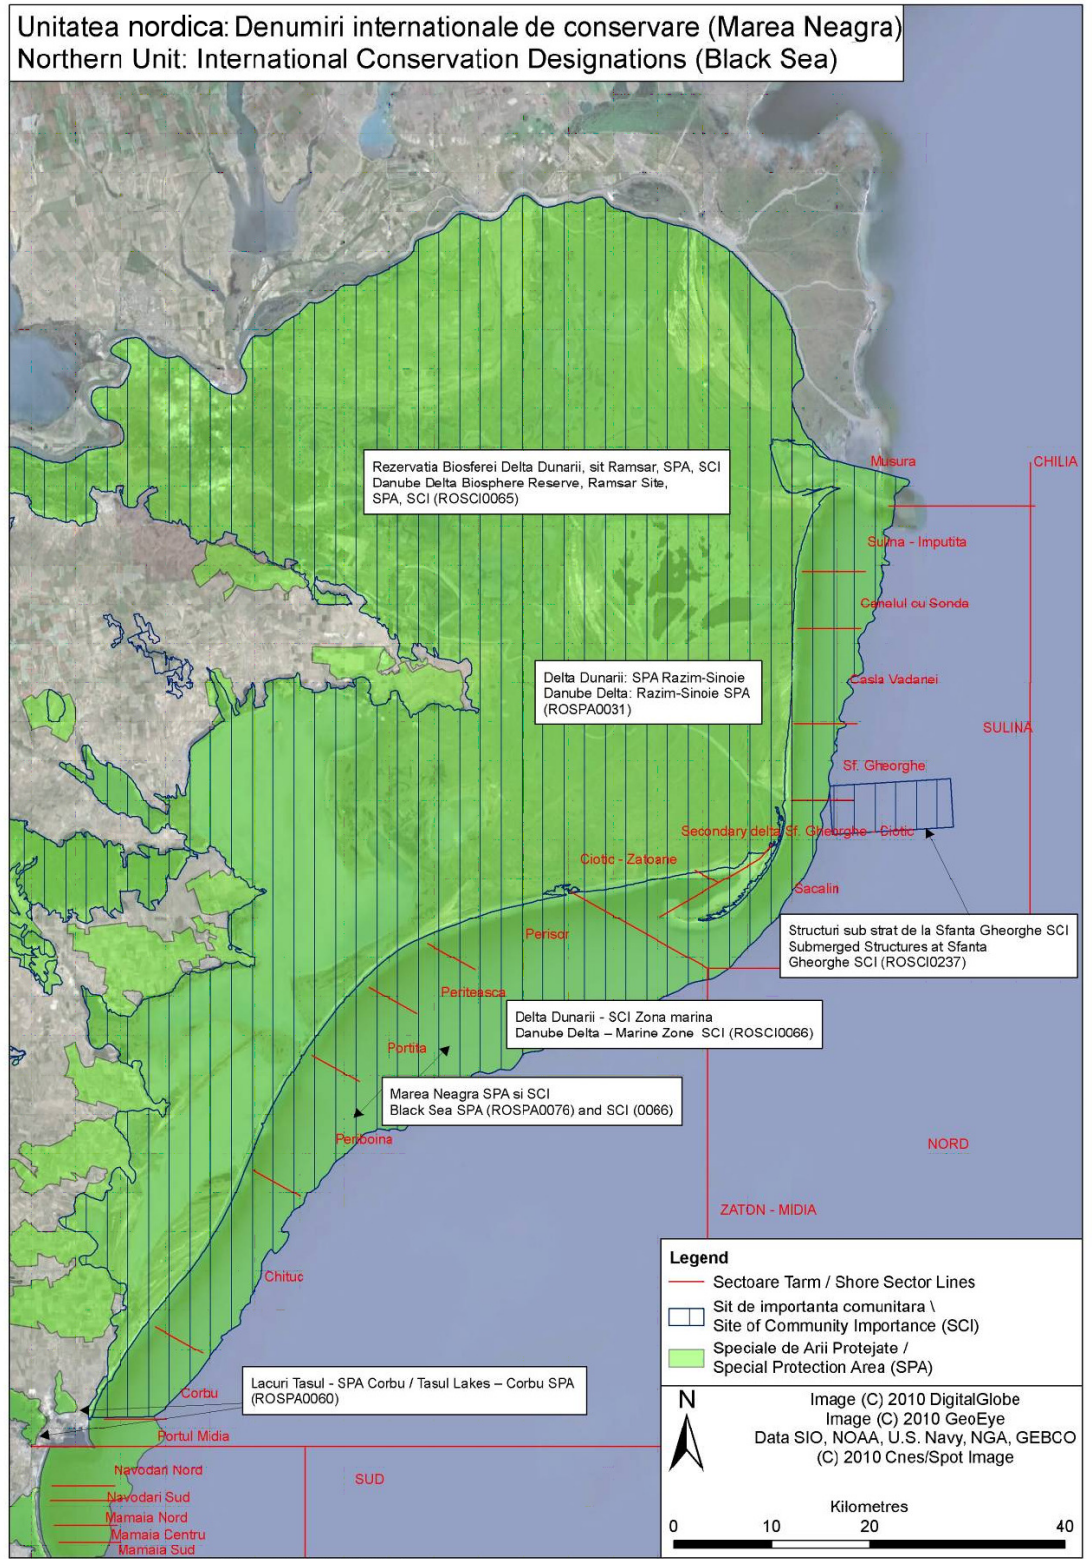 Unitatea nordica: Denumiri internationale de conservare (Marea Neagra)
Northern Unit: International Conservation Designations (Black Sea)
Rezervatia Biosferei Delta Dunarii, sit Ramsar, SPA, SCI
Danube Delta Biosphere Reserve, Ramsar Site,
SPA, SCI (ROSCI0065)
Musura
CHILIA
Sulina - Imputita
Canalul cu Sonda
Delta Dunarii: SPA Razim-Sinoie
Danube Delta: Razim-Sinoie SPA
(ROSPA0031)
Casla Vadanei
SULINA
Sf. Gheorghe
Secondary delta Sf. Gheorghe - Ciotic
Ciotic - Zatoane
Sacalin
Structuri sub strat de la Sfanta Gheorghe SCI
Submerged Structures at Sfanta
Gheorghe SCI (ROSCI0237)
Perisor
Periteasca
Delta Dunarii - SCI Zona marina
Danube Delta – Marine Zone SCI (ROSCI0066)
Portita
Marea Neagra SPA si SCI
Black Sea SPA (ROSPA0076) and SCI (0066)
Periboina
NORD
ZATON - MIDIA
Chituc
Legend
Sectoare Tarm / Shore Sector Lines
Sit de importanta comunitara \
Site of Community Importance (SCI)
Speciale de Arii Protejate /
Special Protection Area (SPA)
Lacuri Tasul - SPA Corbu / Tasul Lakes – Corbu SPA
(ROSPA0060)
Corbu
Portul Midia
Navodari Nord
Navodari Sud
Mamaia Nord
Mamaia Centru
Mamaia Sud
SUD
N
Image (C) 2010 DigitalGlobe
Image (C) 2010 GeoEye
Data SIO, NOAA, U.S. Navy, NGA, GEBCO
(C) 2010 Cnes/Spot Image
Kilometres
0 10 20 40